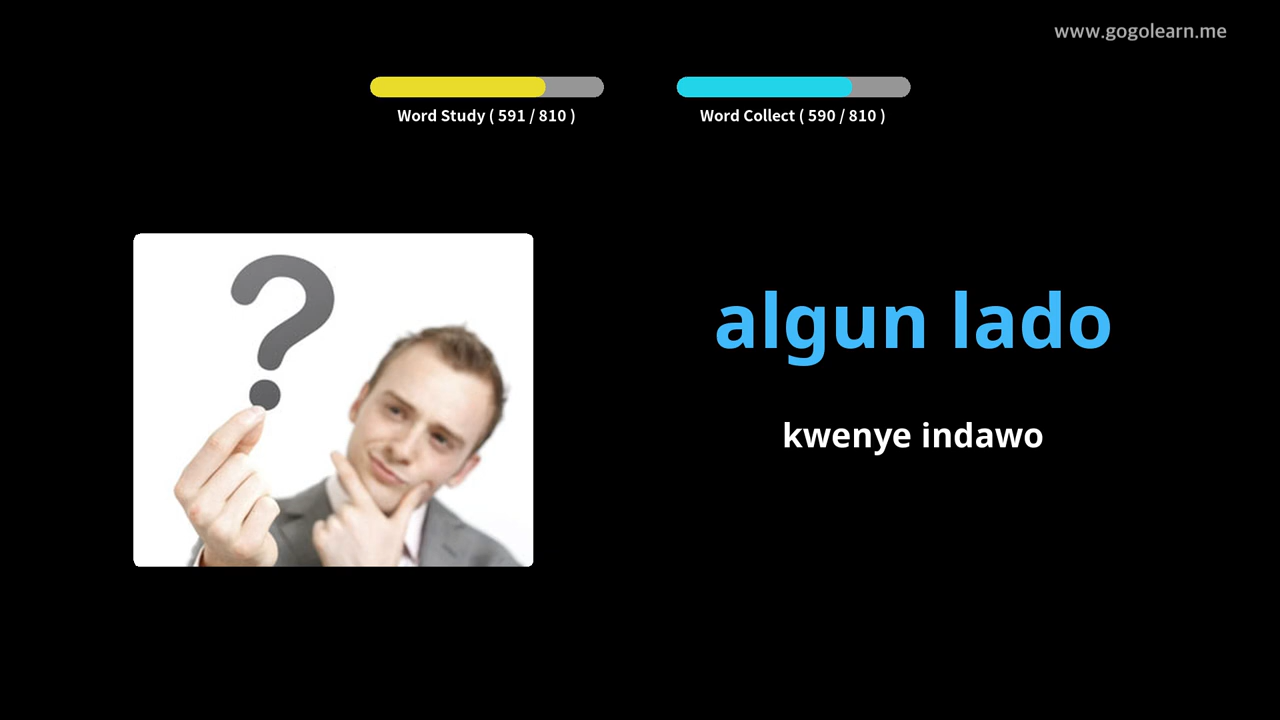 www.gogolearn.me
Word Study ( 591 / 810 )
Word Collect ( 590 / 810 )
?
algun lado
kwenye indawo